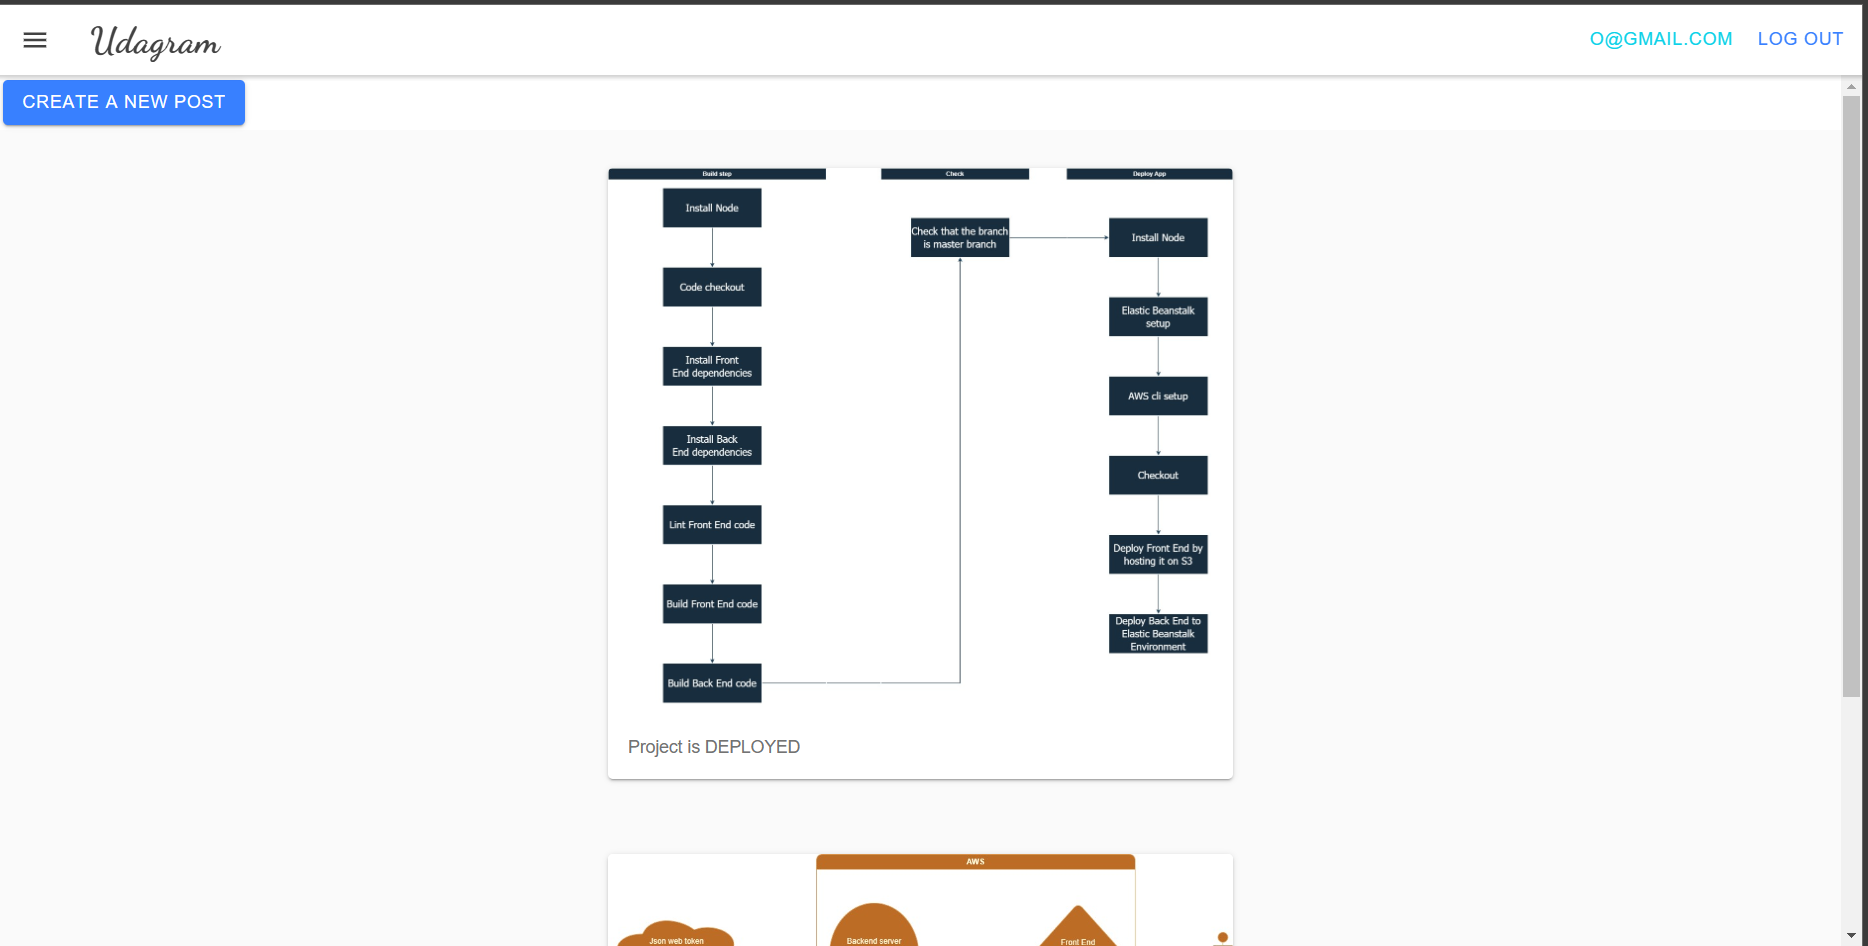 Udagram
O@GMAIL.COM
LOG OUT
CREATE A NEW POST
Build step
Install Node
Code checkout
Install Front
End dependencies
Install Back
End dependencies
Lint Front End code
Build Front End code
Build Back End code
Check
Check that the branch
is master branch
Deploy App
Install Node
Elastic Beanstalk
setup
AWS cli setup
Checkout
Deploy Front End by
hosting it on S3
Deploy Back End to
Elastic Beanstalk
Environment
Project is DEPLOYED
AWS
Json web token
Backend server
Front End